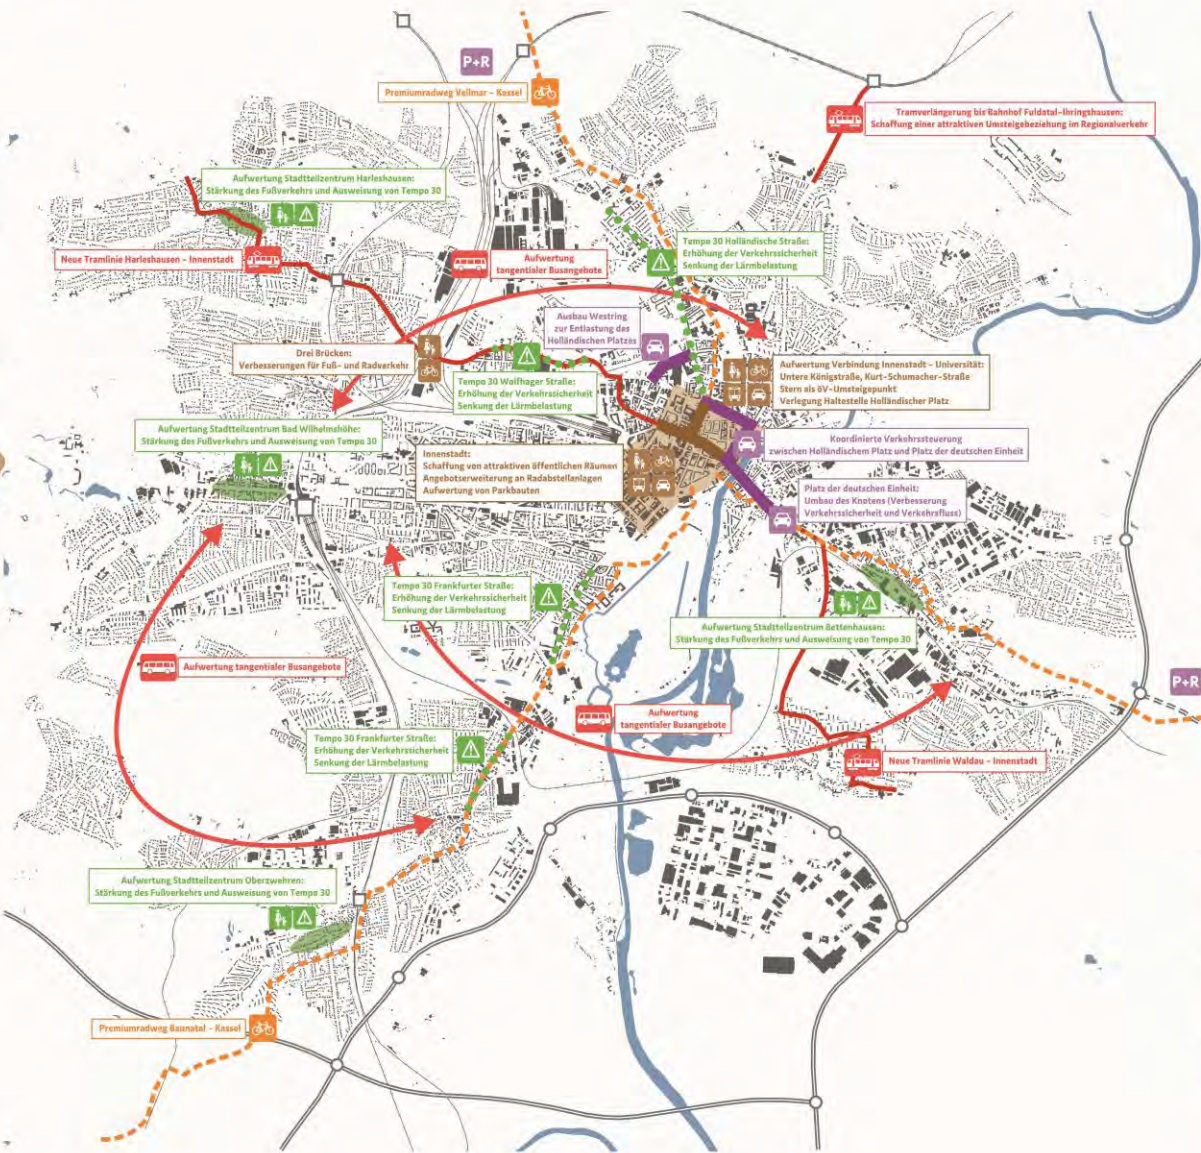 P+R
Premiumradweg Vellmar - Kassel
Tramverlängerung bis Bahnhof Fuldatal-Ihringshausen:
Schaffung einer attraktiven Umsteigebeziehung im Regionalverkehr
Aufwertung Stadtteilzentrum Harleshausen:
Stärkung des Fußverkehrs und Ausweisung von Tempo 30
Neue Tramlinie Harleshausen - Innenstadt
Aufwertung
tangentialer Busangebote
Tempo 30 Holländische Straße:
Erhöhung der Verkehrssicherheit
Senkung der Lärmbelastung
Ausbau Westring
zur Entlastung des
Holländischen Platzes
Drei Brücken:
Verbesserungen für Fuß- und Radverkehr
Tempo 30 Wolfhager Straße:
Erhöhung der Verkehrssicherheit
Senkung der Lärmbelastung
Aufwertung Verbindung Innenstadt - Universität:
Untere Königstraße, Kurt-Schumacher-Straße
Stern als öV-Umsteigepunkt
Verlegung Haltestelle Holländischer Platz
Aufwertung Stadtteilzentrum Bad Wilhelmshöhe:
Stärkung des Fußverkehrs und Ausweisung von Tempo 30
Koordinierte Verkehrssteuerung
zwischen Holländischem Platz und Platz der deutschen Einheit
Innenstadt:
Schaffung von attraktiven öffentlichen Räumen
Angebotserweiterung an Radabstellanlagen
Aufwertung von Parkbauten
Platz der deutschen Einheit:
Umbau des Knotens (Verbesserung
Verkehrssicherheit und Verkehrsfluss)
Tempo 30 Frankfurter Straße:
Erhöhung der Verkehrssicherheit
Senkung der Lärmbelastung
Aufwertung Stadtteilzentrum Bettenhausen:
Stärkung des Fußverkehrs und Ausweisung von Tempo 30
Aufwertung tangentialer Busangebote
P+R
Aufwertung
tangentialer Busangebote
Tempo 30 Frankfurter Straße:
Erhöhung der Verkehrssicherheit
Senkung der Lärmbelastung
Neue Tramlinie Waldau - Innenstadt
Aufwertung Stadtteilzentrum Oberzwehren:
Stärkung des Fußverkehrs und Ausweisung von Tempo 30
Premiumradweg Baunatal - Kassel